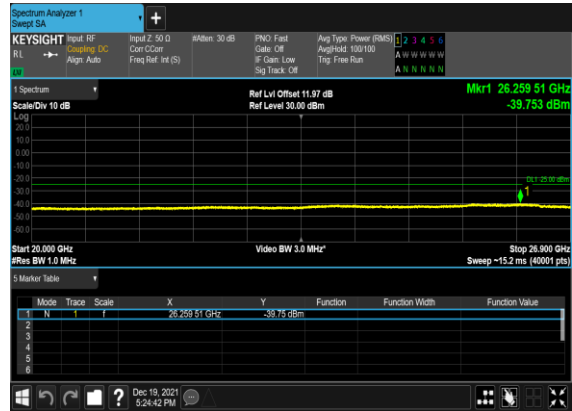 Spectrum Analyzer 1
Swept SA
+
KEYSIGHT Input: RF Input Z: 50 Ω #Atten: 30 dB PNO: Fast Avg Type: Power (RMS) 1 2 3 4 5 6
RL Coupling: DC Corr CCorr Gate: Off Avg|Hold: 100/100 A W W W W W
Align: Auto Freq Ref: Int (S) IF Gain: Low Trig: Free Run
Sig Track: Off A N N N N N
1 Spectrum Ref Lvl Offset 11.97 dB Mkr1 26.259 51 GHz
Scale/Div 10 dB Ref Level 30.00 dBm -39.753 dBm
Log
20.0
10.0
0.00
-10.0
-20.0
DL1 -25.00 dBm
-30.0
1
-40.0
-50.0
-60.0
Start 20.000 GHz Video BW 3.0 MHz* Stop 26.900 GHz
#Res BW 1.0 MHz Sweep ~15.2 ms (40001 pts)
5 Marker Table
Mode Trace Scale X Y Function Function Width Function Value
1 N 1 f 26.259 51 GHz -39.75 dBm
2
3
4
5
6
? Dec 19, 2021
5:24:42 PM